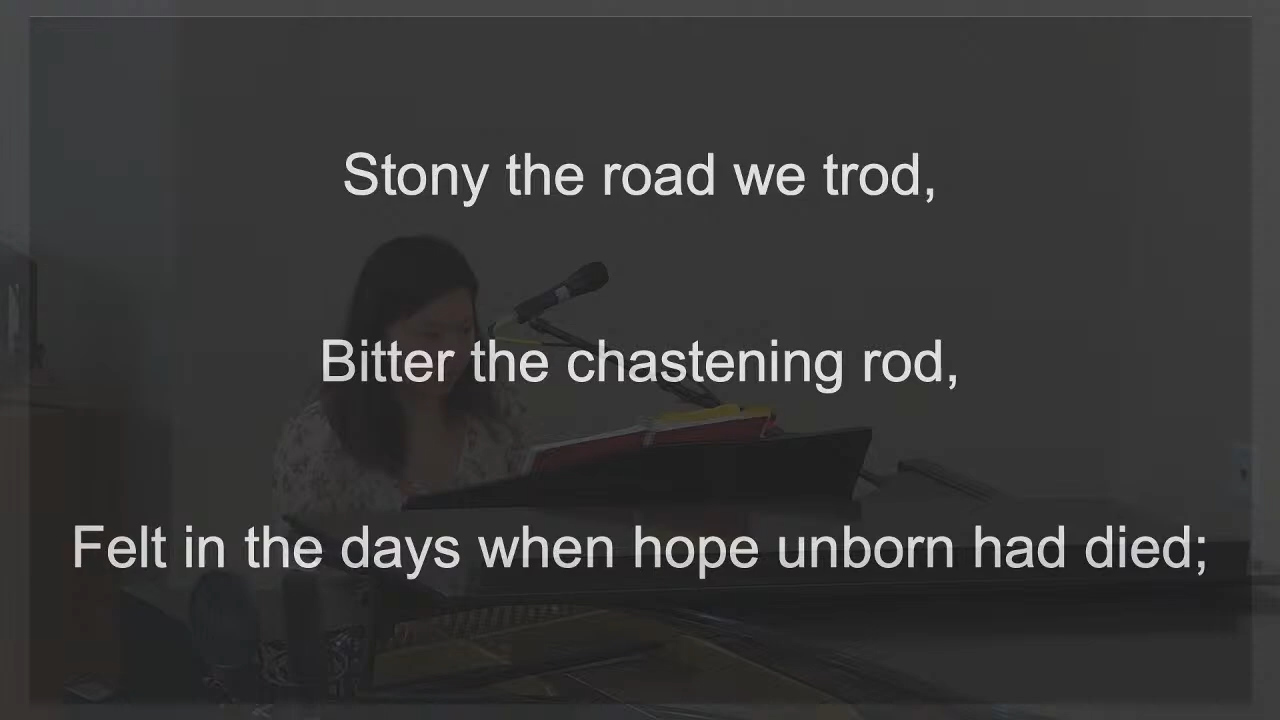 Stony the road we trod,
Bitter the chastening rod,
Felt in the days when hope unborn had died;